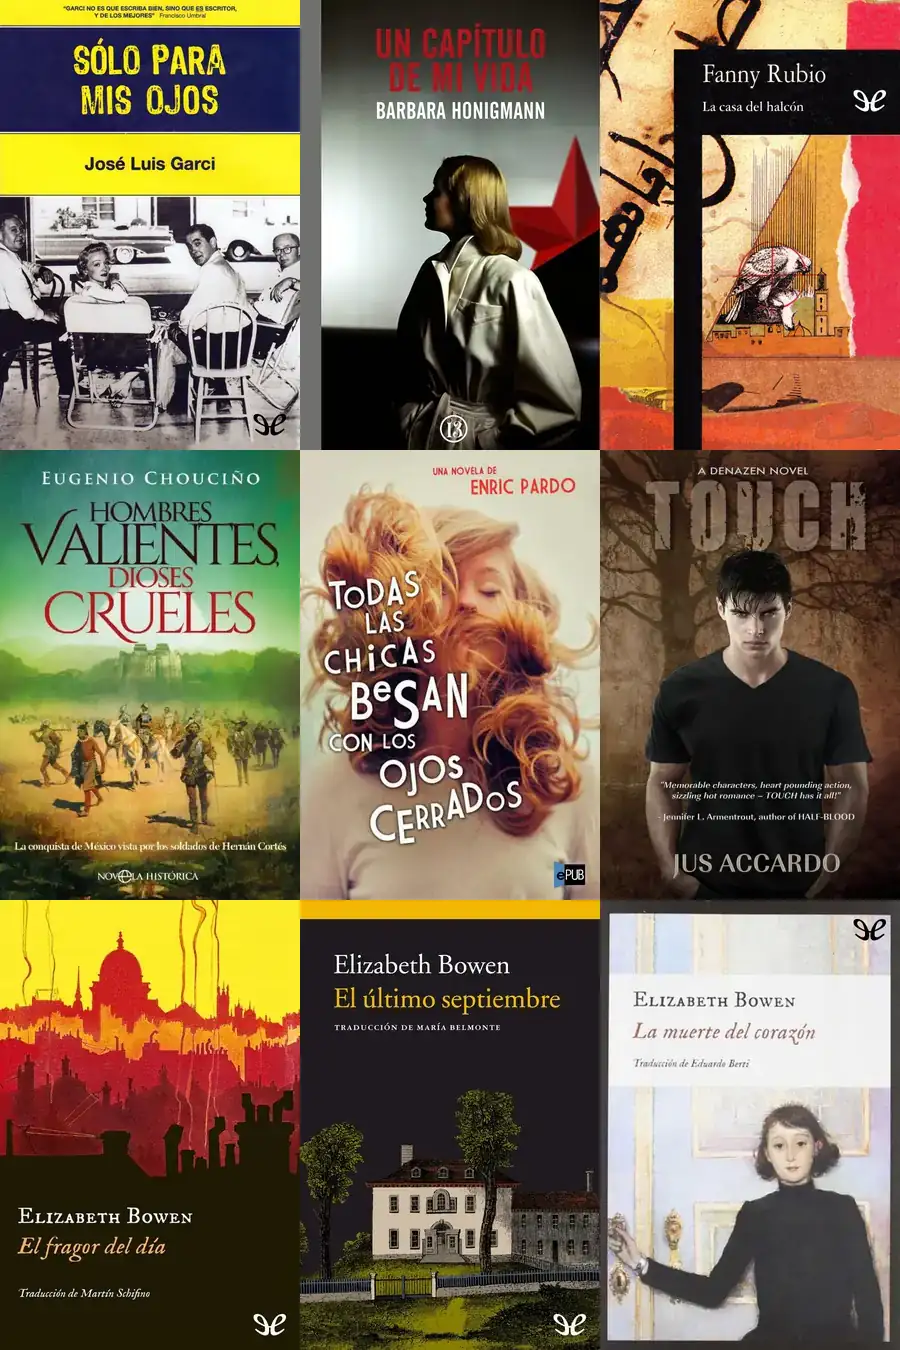 "GARCI NO ES QUE ESCRIBA BIEN, SINO QUE ES ESCRITOR,
Y DE LOS MEJORES" Francisco Umbral
SÓLO PARA
MIS OJOS
José Luis Garci
UN CAPÍTULO
DE MI VIDA
BARBARA HONIGMANN
13
Fanny Rubio
La casa del halcón
EUGENIO CHOUCIÑO
HOMBRES
VALIENTES,
DIOSES
CRUELES
La conquista de México vista por los soldados de Hernán Cortés
NOVELA HISTÓRICA
UNA NOVELA DE
ENRIC PARDO
TODAS
LAS
CHiCAS
BeSAN
CON LOS
OJOS
CERRADOS
ePUB
A DENAZEN NOVEL
TOUCH
"Memorable characters, heart pounding action,
sizzling hot romance – TOUCH has it all!"
- Jennifer L. Armentrout, author of HALF-BLOOD
JUS ACCARDO
ELIZABETH BOWEN
El fragor del día
Traducción de Martín Schifino
Elizabeth Bowen
El último septiembre
TRADUCCIÓN DE MARÍA BELMONTE
ELIZABETH BOWEN
La muerte del corazón
Traducción de Eduardo Berti